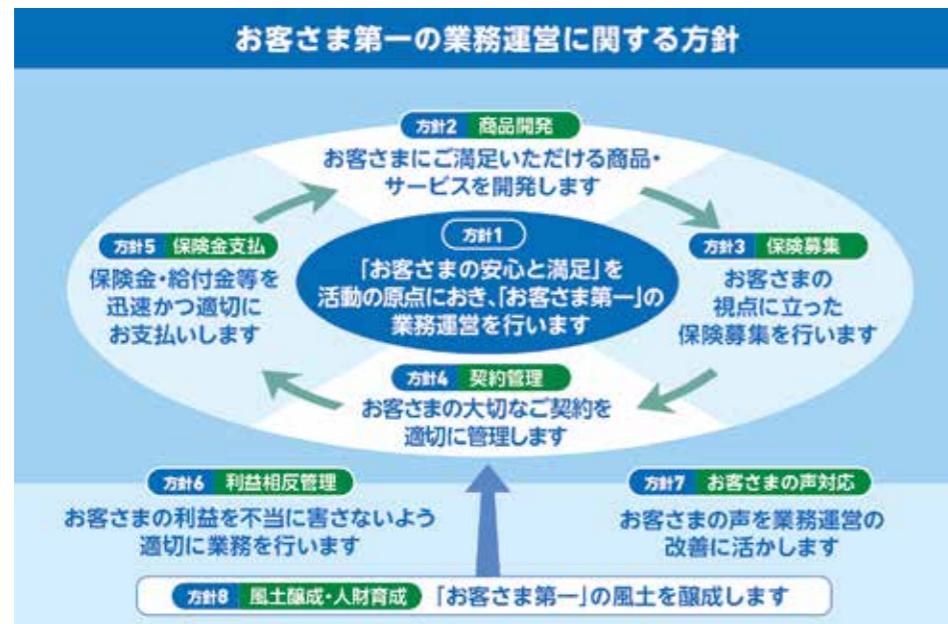 お客さま第一の業務運営に関する方針
方針2 商品開発
お客さまにご満足いただける商品・
サービスを開発します
方針1
「お客さまの安心と満足」を
活動の原点におき、「お客さま第一」の
業務運営を行います
方針3 保険募集
お客さまの
視点に立った
保険募集を行います
方針4 契約管理
お客さまの大切なご契約を
適切に管理します
方針5 保険金支払
保険金・給付金等を
迅速かつ適切に
お支払いします
方針6 利益相反管理
お客さまの利益を不当に害さないよう
適切に業務を行います
方針7 お客さまの声対応
お客さまの声を業務運営の
改善に活かします
方針8 風土醸成・人財育成 「お客さま第一」の風土を醸成します